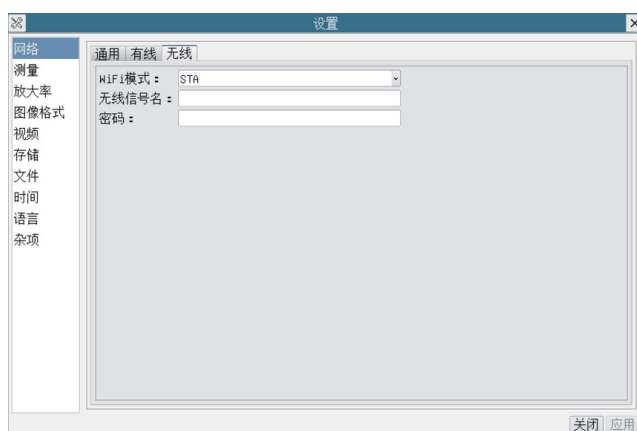 设置
网络
测量
放大率
图像格式
视频
存储
文件
时间
语言
杂项
通用 有线 无线
WiFi模式： STA
无线信号名：
密码：
关闭 应用